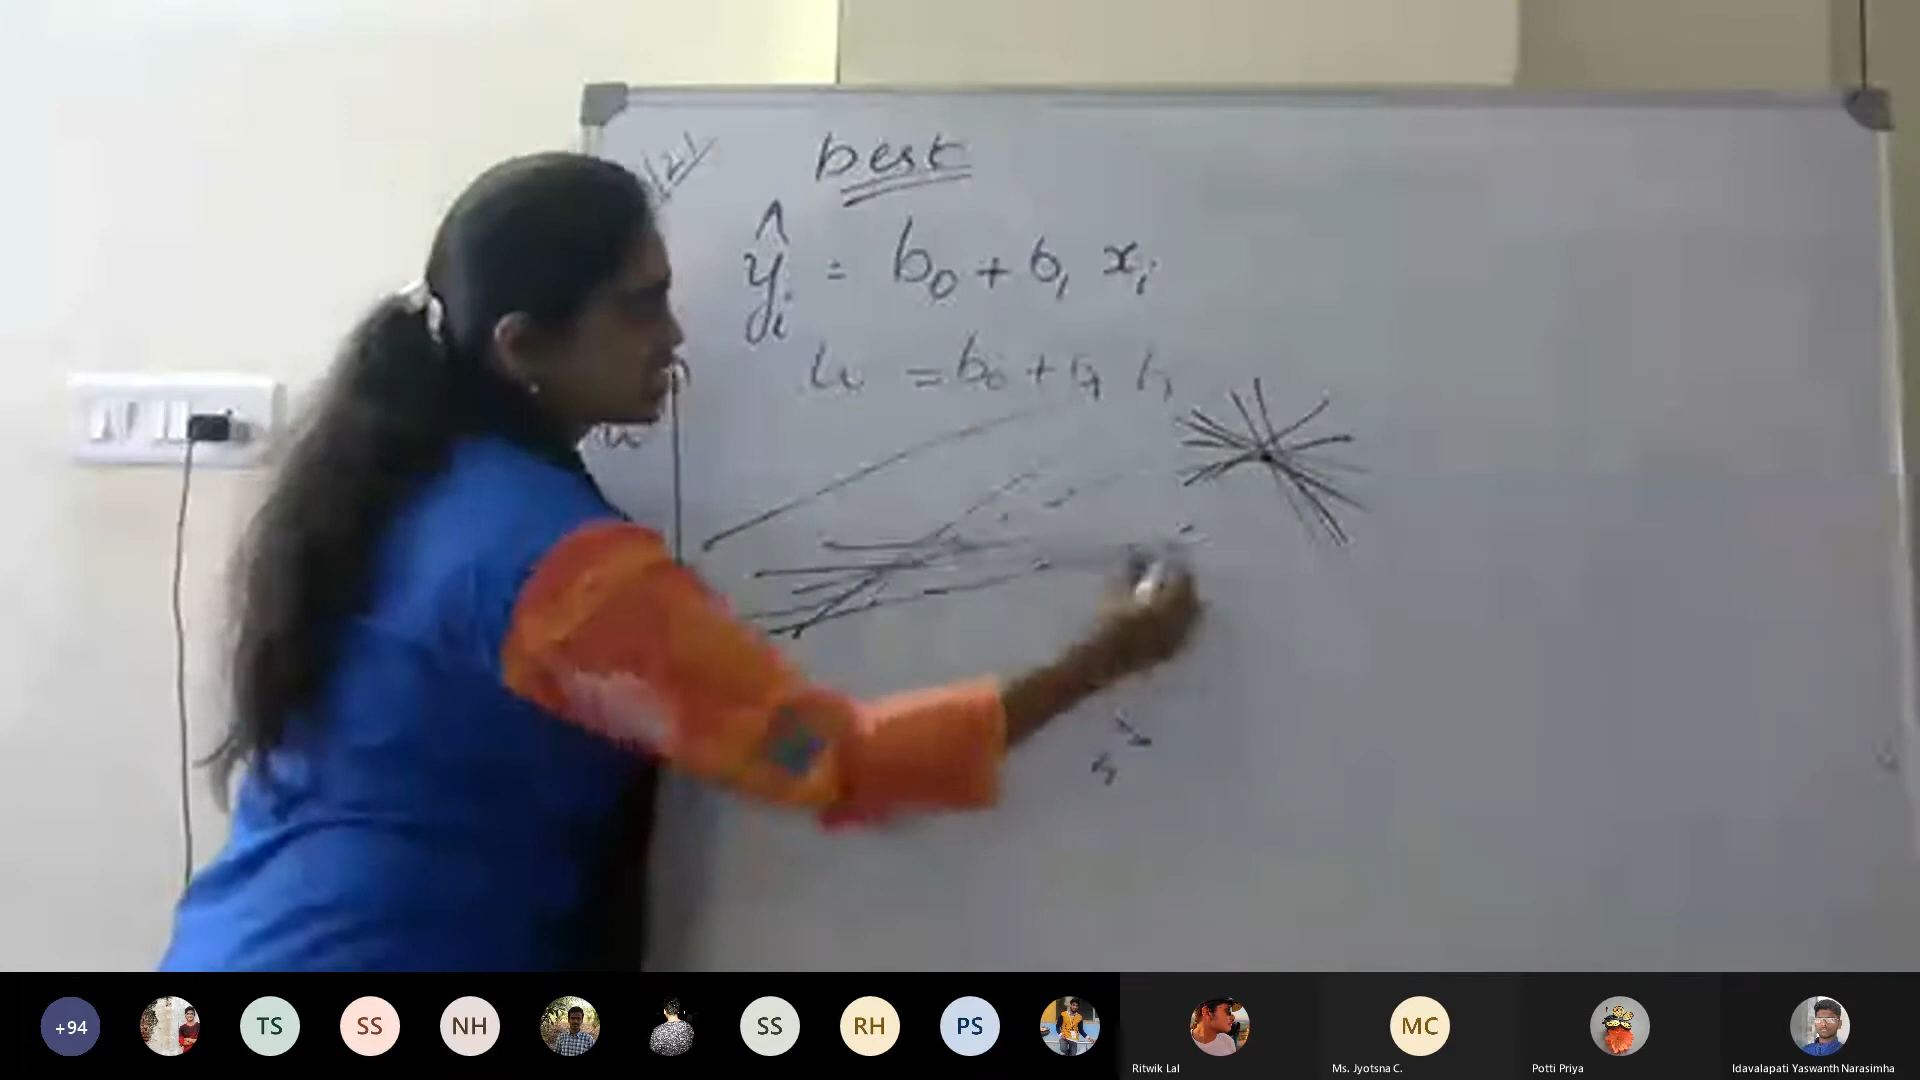 best
ŷi = b0 + b1 xi
= b0 +
+94
TS
SS
NH
SS
RH
PS
MC
Ritwik Lal
Ms. Jyotsna C.
Potti Priya
Idavalapati Yaswanth Narasimha